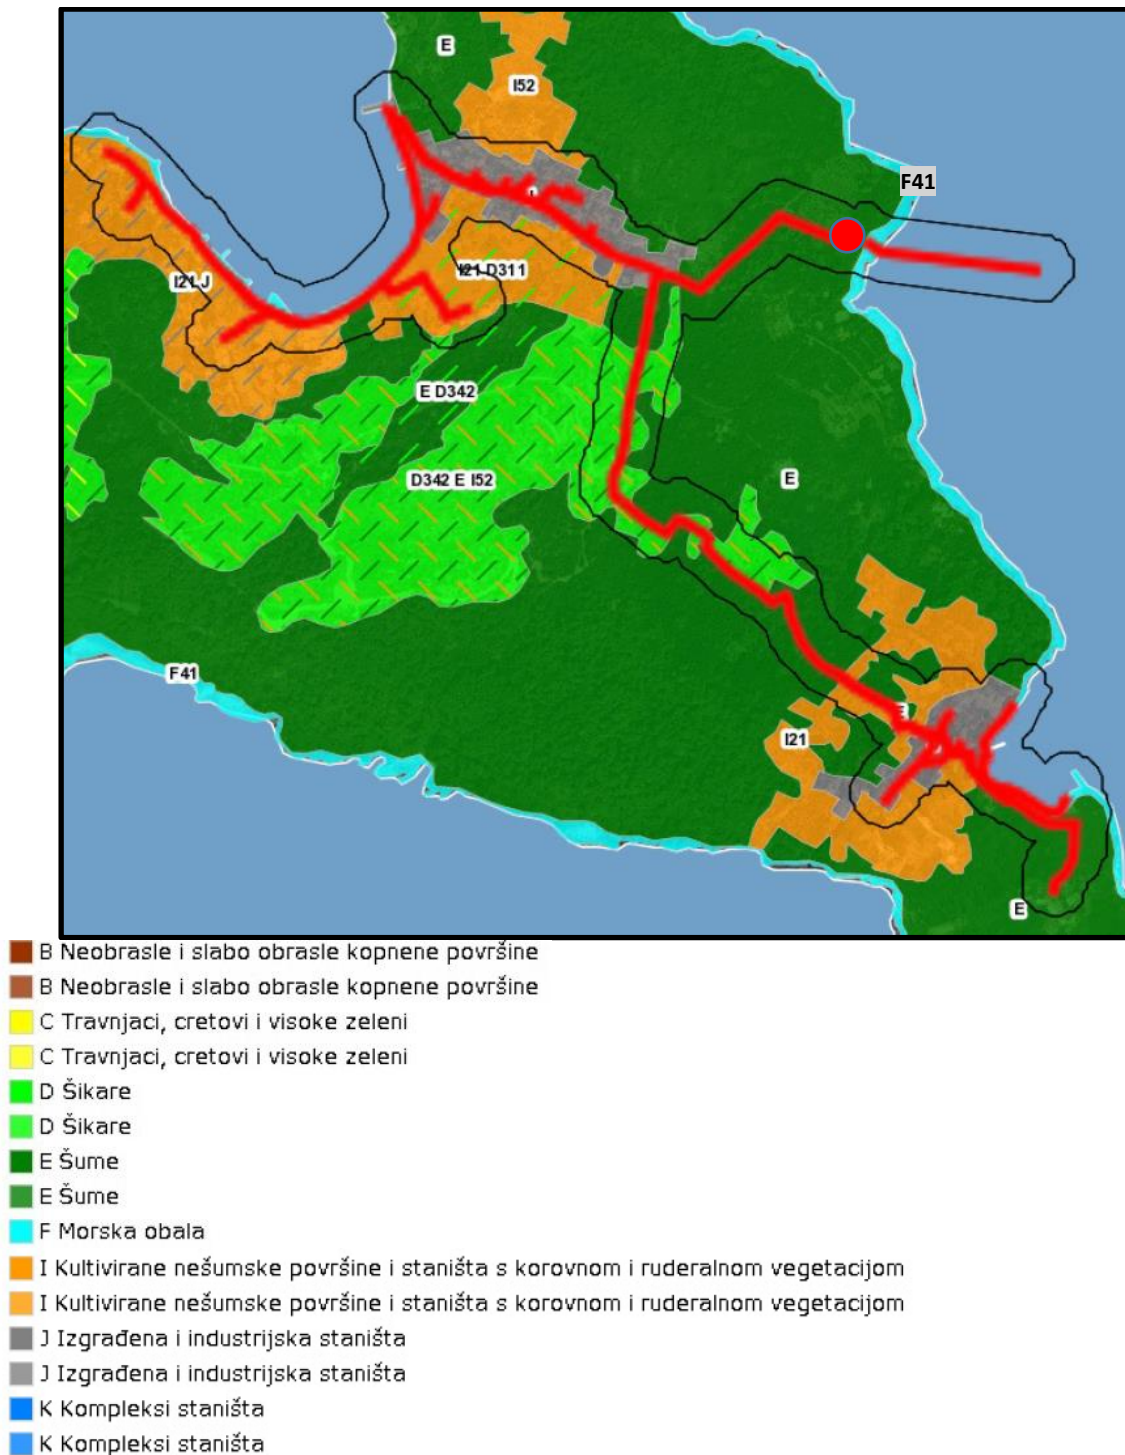 E
I52
F41
I21 J
I21 D311
E D342
D342 E I52
E
F41
E
I21
E
B Neobrasle i slabo obrasle kopnene površine
B Neobrasle i slabo obrasle kopnene površine
C Travnjaci, cretovi i visoke zeleni
C Travnjaci, cretovi i visoke zeleni
D Šikare
D Šikare
E Šume
E Šume
F Morska obala
I Kultivirane nešumske površine i staništa s korovnom i ruderalnom vegetacijom
I Kultivirane nešumske površine i staništa s korovnom i ruderalnom vegetacijom
J Izgrađena i industrijska staništa
J Izgrađena i industrijska staništa
K Kompleksi staništa
K Kompleksi staništa